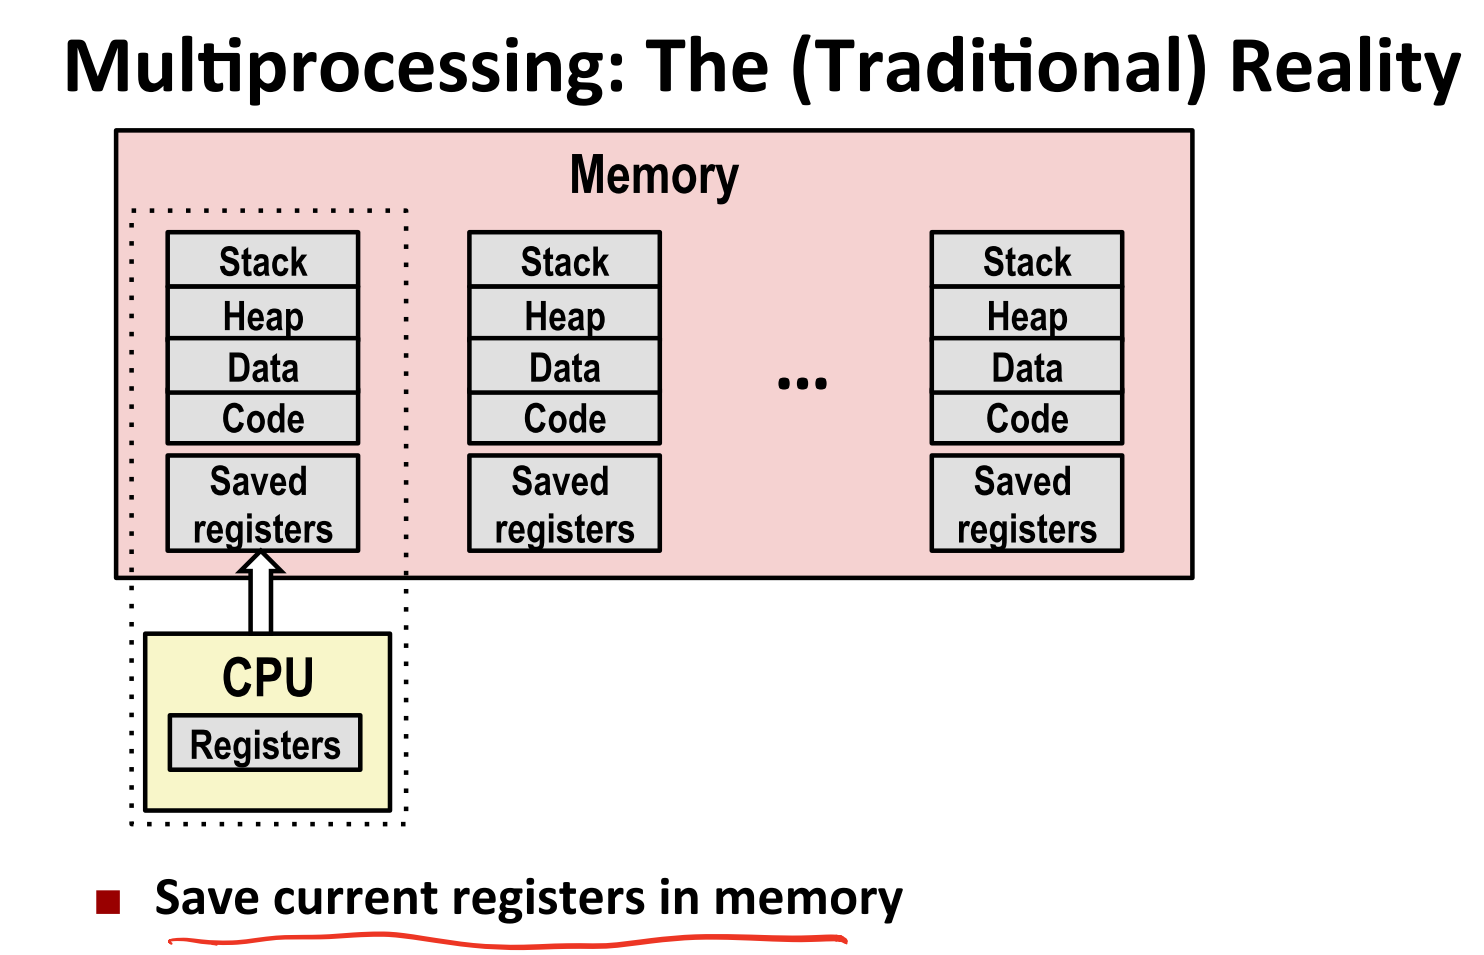 Multiprocessing: The (Traditional) Reality
Memory
Stack
Heap
Data
Code
Saved
registers
Stack
Heap
Data
Code
Saved
registers
...
Stack
Heap
Data
Code
Saved
registers
CPU
Registers
Save current registers in memory